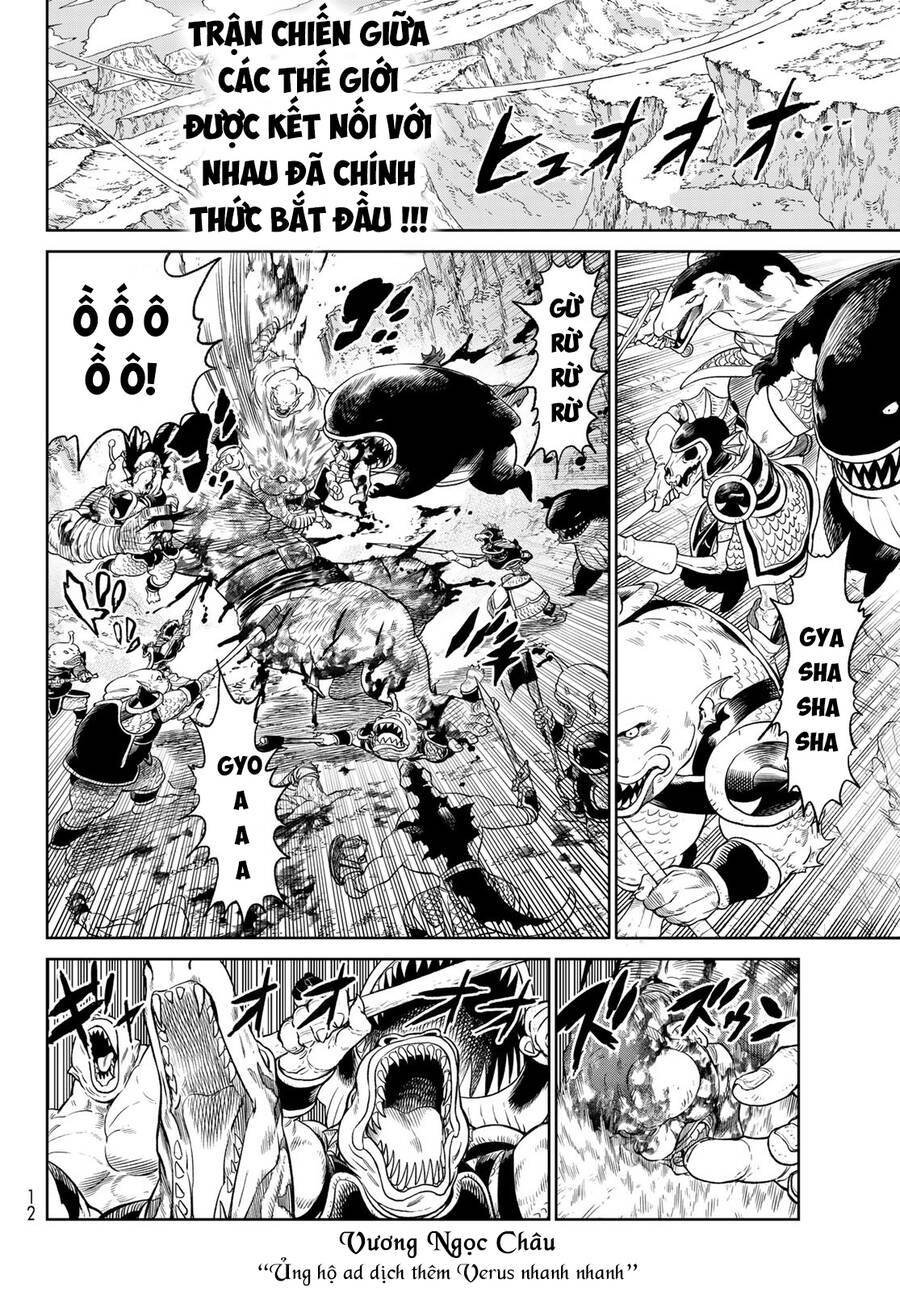 TRẬN CHIẾN GIỮA
CÁC THẾ GIỚI
ĐƯỢC KẾT NỐI VỚI
NHAU ĐÃ CHÍNH
THỨC BẮT ĐẦU !!!
ヒュオオオ...
GYA
SHA
SHA
SHA
GỪ
RỪ
RỪ
RỪ
Ồ Ố Ô
Ồ Ô!
GYO
A
A
A
ズズゥン
ギオオオ
12
Vương Ngọc Châu
“Ủng hộ ad dịch thêm Verus nhanh nhanh”